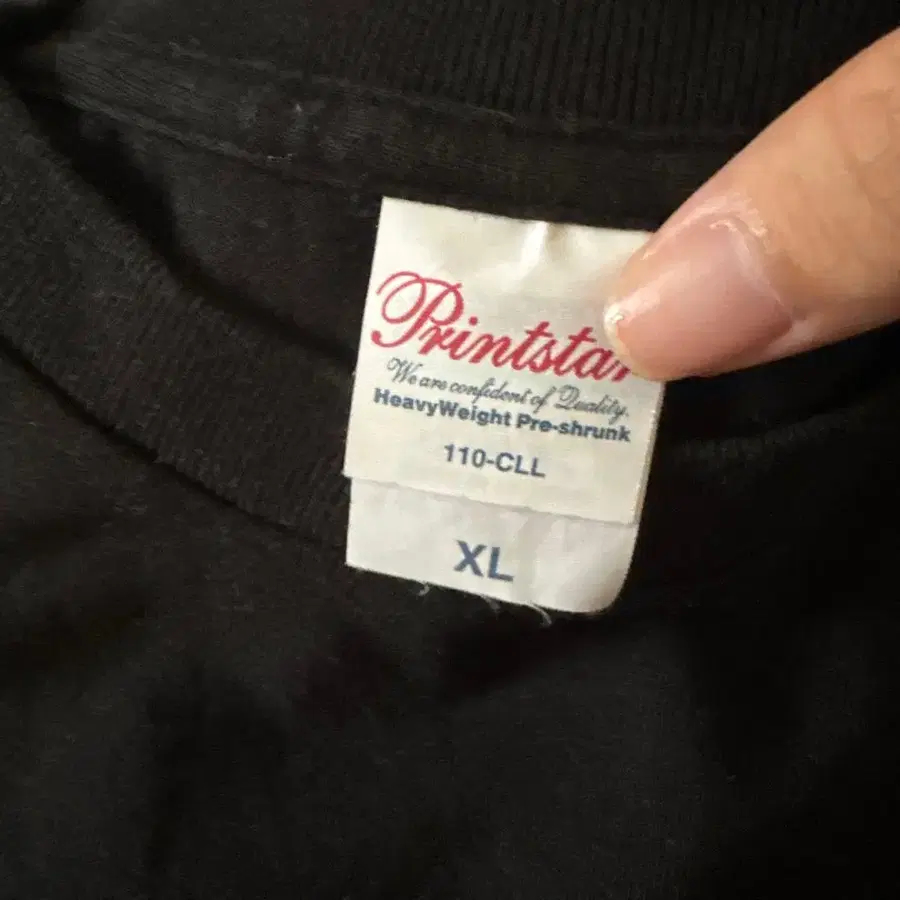 Printstar
We are confident of Quality.
HeavyWeight Pre-shrunk
110-CLL
XL